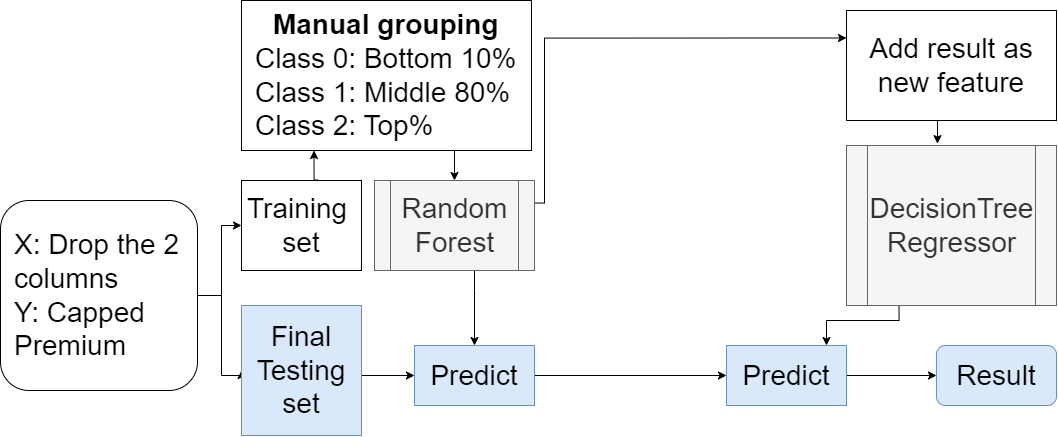 Manual grouping
Class 0: Bottom 10%
Class 1: Middle 80%
Class 2: Top%
Add result as
new feature
Training
set
Random
Forest
DecisionTree
Regressor
X: Drop the 2
columns
Y: Capped
Premium
Final
Testing
set
Predict
Predict
Result